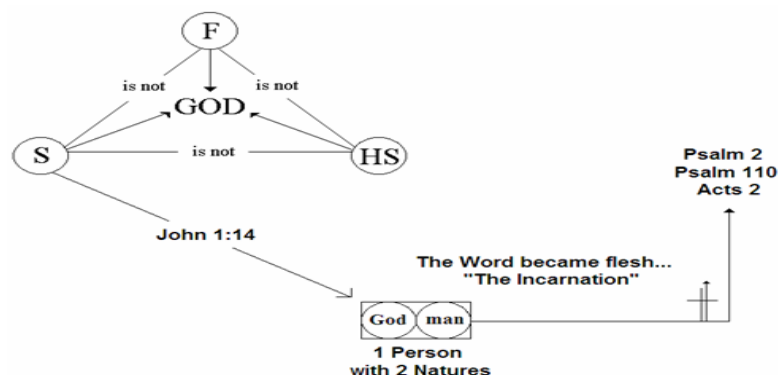 F
is not
is not
GOD
S
is not
HS
Psalm 2
Psalm 110
Acts 2
John 1:14
The Word became flesh...
"The Incarnation"
God
man
1 Person
with 2 Natures